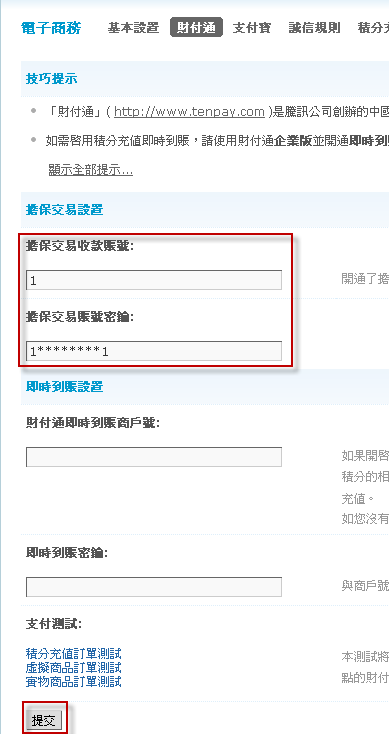 電子商務 基本設置 財付通 支付寶 誠信規則 積分充
技巧提示
「財付通」( http://www.tenpay.com )是騰訊公司創辦的中國
如需啓用積分充值即時到賬，請使用財付通企業版並開通即時到
顯示全部提示...
擔保交易設置
擔保交易收款賬號:
1 開通了擔
擔保交易賬號密鑰:
1********1
即時到賬設置
財付通即時到賬商戶號:
如果開啓
積分的相
充值。
如您沒有
即時到賬密鑰:
與商戶號
支付測試:
積分充值訂單測試 本測試將
虛擬商品訂單測試
實物商品訂單測試 點的財付
提交